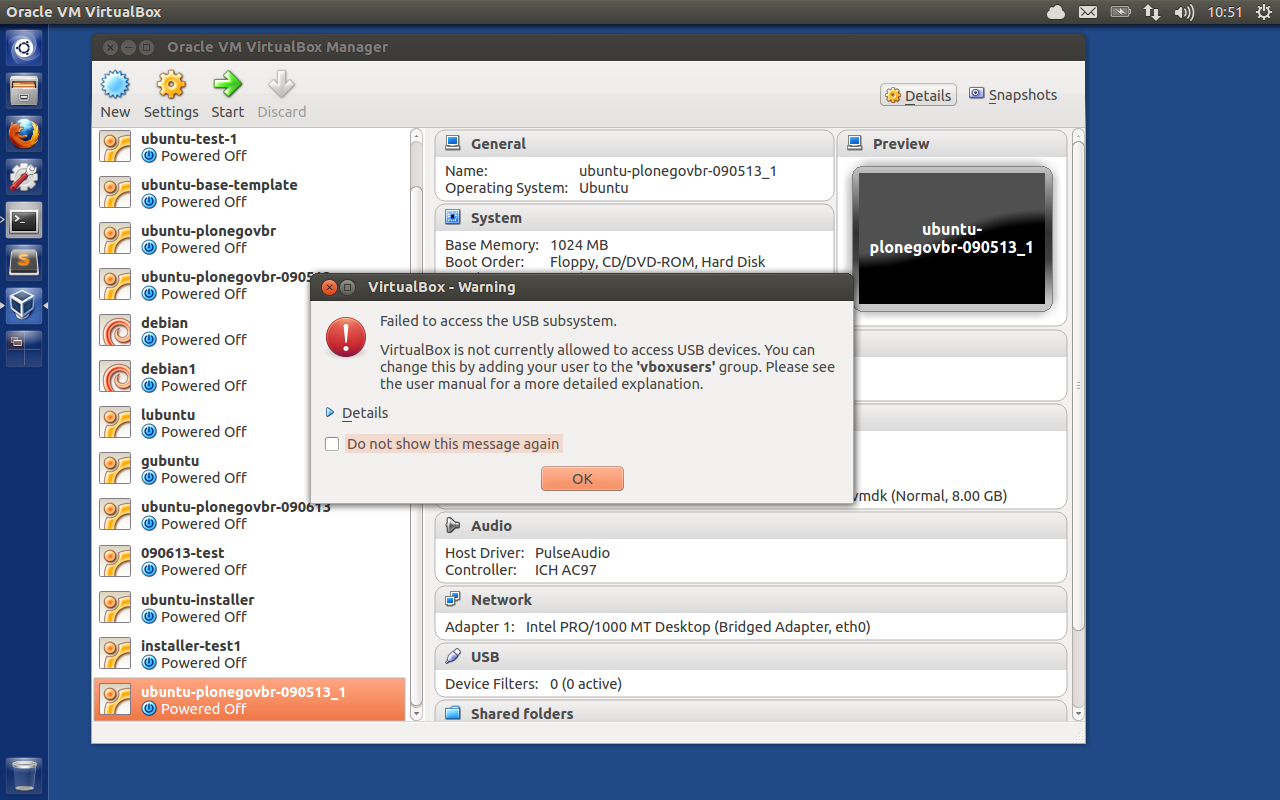 Oracle VM VirtualBox
10:51
Oracle VM VirtualBox Manager
New
Settings
Start
Discard
Details
Snapshots
ubuntu-test-1
Powered Off
ubuntu-base-template
Powered Off
ubuntu-plonegovbr
Powered Off
ubuntu-plonegovbr-090513
Powered Off
debian
Powered Off
debian1
Powered Off
lubuntu
Powered Off
gubuntu
Powered Off
ubuntu-plonegovbr-090613
Powered Off
090613-test
Powered Off
ubuntu-installer
Powered Off
installer-test1
Powered Off
ubuntu-plonegovbr-090513_1
Powered Off
General
Name: ubuntu-plonegovbr-090513_1
Operating System: Ubuntu
System
Base Memory: 1024 MB
Boot Order: Floppy, CD/DVD-ROM, Hard Disk
Preview
ubuntu-
plonegovbr-090513_1
VirtualBox - Warning
Failed to access the USB subsystem.
VirtualBox is not currently allowed to access USB devices. You can
change this by adding your user to the 'vboxusers' group. Please see
the user manual for a more detailed explanation.
Details
Do not show this message again
OK
vmdk (Normal, 8.00 GB)
Audio
Host Driver: PulseAudio
Controller: ICH AC97
Network
Adapter 1: Intel PRO/1000 MT Desktop (Bridged Adapter, eth0)
USB
Device Filters: 0 (0 active)
Shared folders